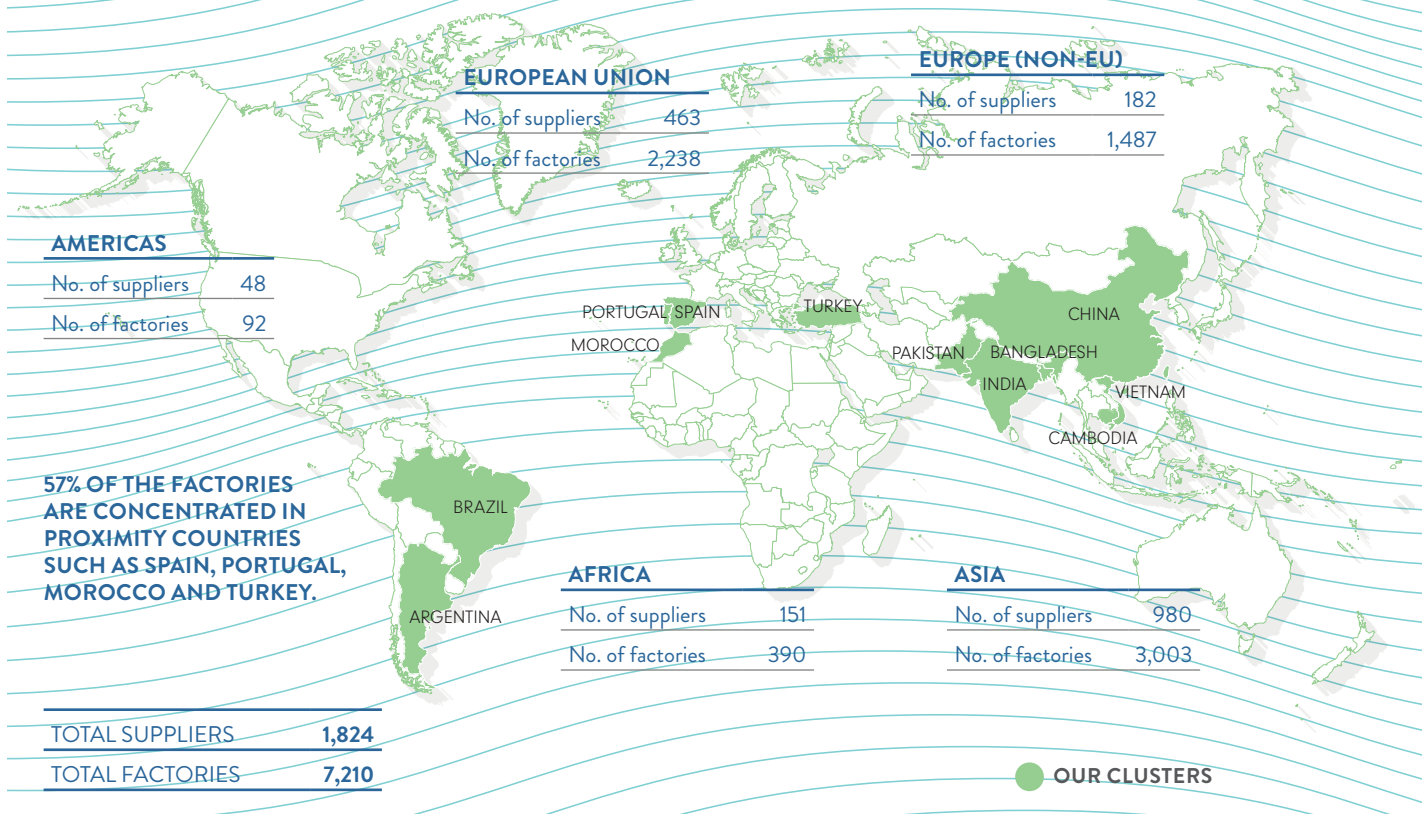 EUROPEAN UNION
No. of suppliers 463
No. of factories 2,238
EUROPE (NON-EU)
No. of suppliers 182
No. of factories 1,487
AMERICAS
No. of suppliers 48
No. of factories 92
PORTUGAL SPAIN
TURKEY
MOROCCO
CHINA
PAKISTAN
BANGLADESH
INDIA
VIETNAM
CAMBODIA
57% OF THE FACTORIES
ARE CONCENTRATED IN
PROXIMITY COUNTRIES
SUCH AS SPAIN, PORTUGAL,
MOROCCO AND TURKEY.
BRAZIL
ARGENTINA
AFRICA
No. of suppliers 151
No. of factories 390
ASIA
No. of suppliers 980
No. of factories 3,003
TOTAL SUPPLIERS 1,824
TOTAL FACTORIES 7,210
OUR CLUSTERS